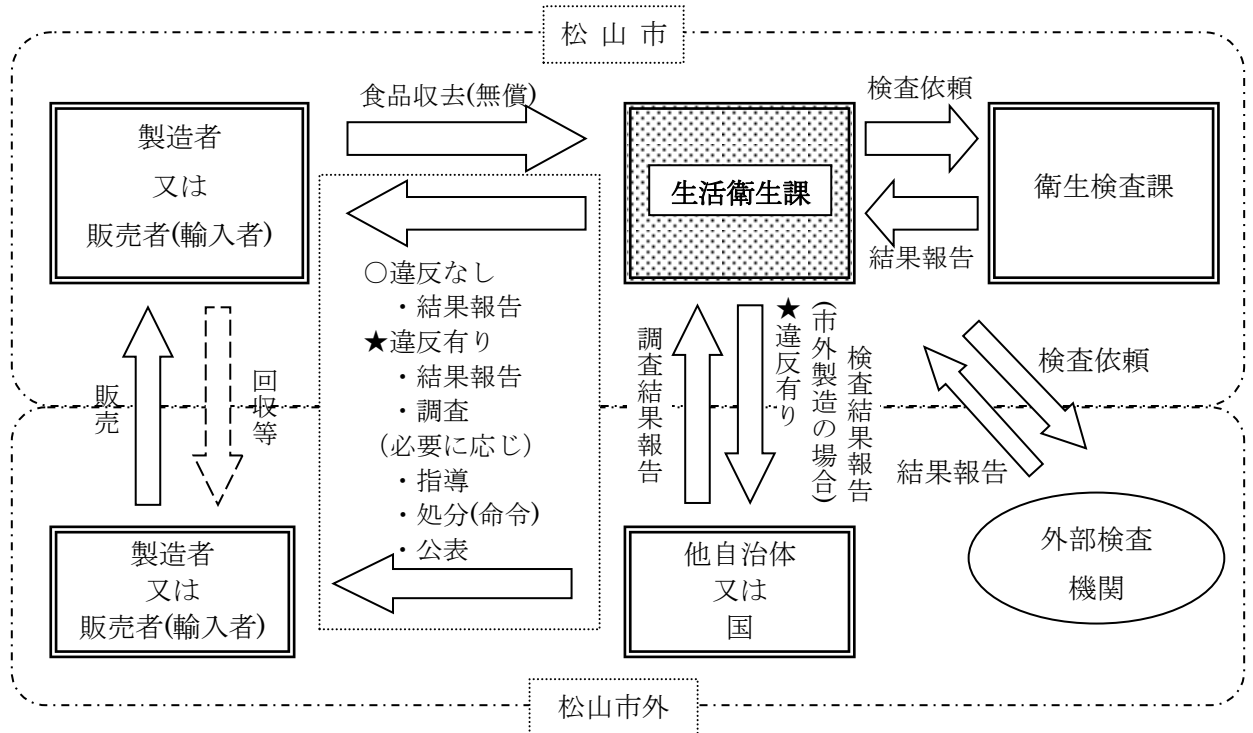 松 山 市
食品収去(無償)
検査依頼
製造者
又は
販売者(輸入者)
生活衛生課
衛生検査課
結果報告
○違反なし
・結果報告
★違反有り
・結果報告
・調査
(必要に応じ)
・指導
・処分(命令)
・公表
販売
回収等
調査結果報告
★違反有り
(市外製造の場合)
検査結果報告
検査依頼
結果報告
製造者
又は
販売者(輸入者)
他自治体
又は
国
外部検査
機関
松山市外